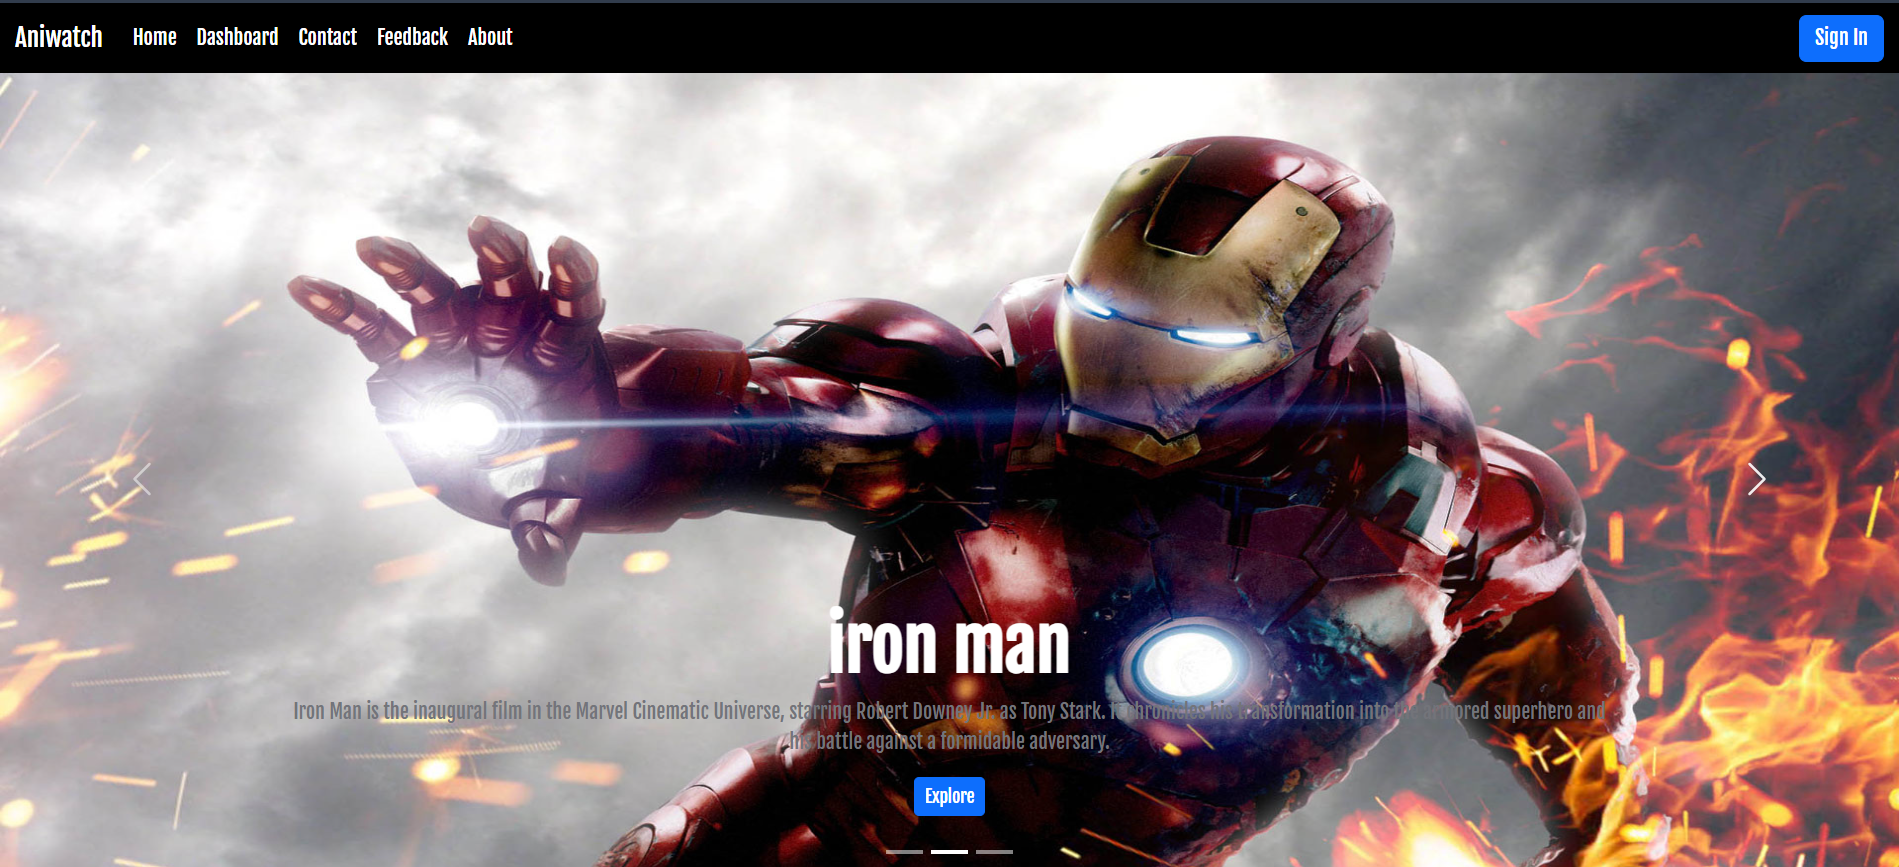 Aniwatch Home Dashboard Contact Feedback About Sign In
iron man
Iron Man is the inaugural film in the Marvel Cinematic Universe, starring Robert Downey Jr. as Tony Stark. It chronicles his transformation into the armored superhero and
his battle against a formidable adversary.
Explore